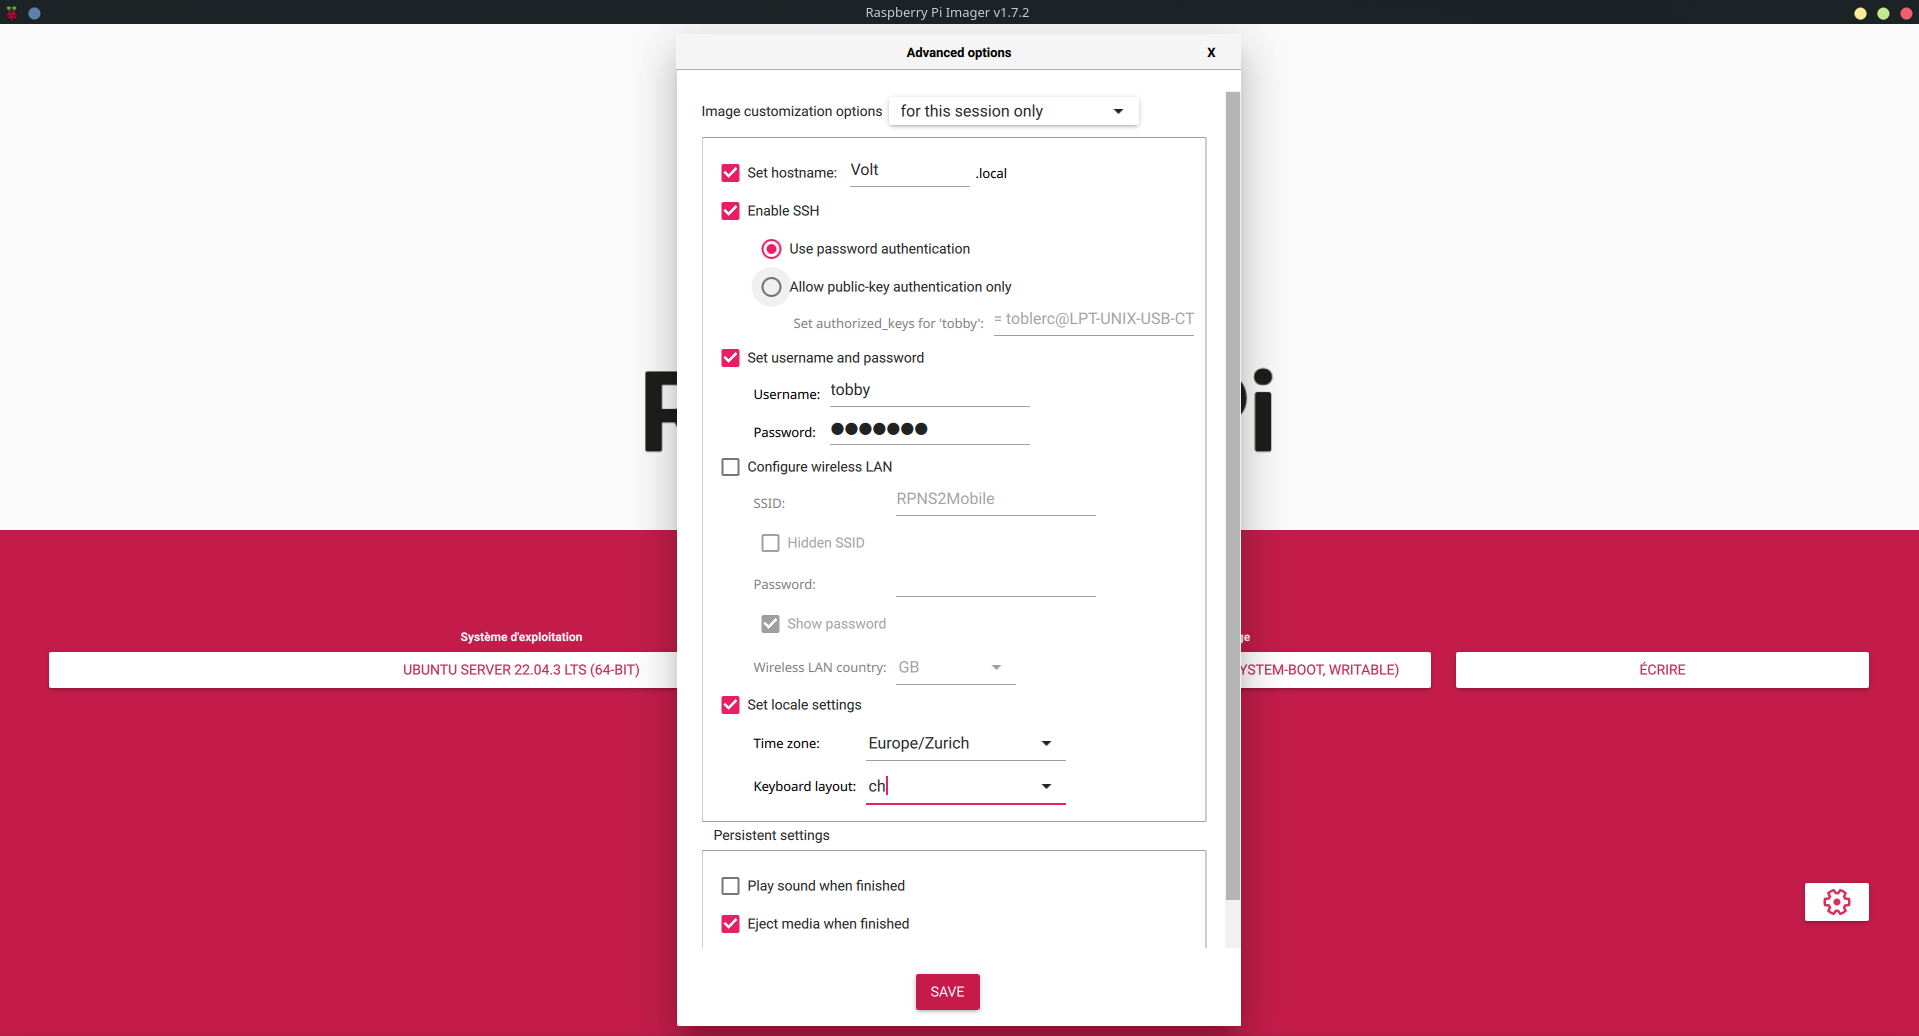 Raspberry Pi Imager v1.7.2
Advanced options
X
Image customization options for this session only
Set hostname: Volt .local
Enable SSH
Use password authentication
Allow public-key authentication only
Set authorized_keys for 'tobby': = toblerc@LPT-UNIX-USB-CT
Set username and password
Username: tobby
Password: ●●●●●●●
Configure wireless LAN
SSID: RPNS2Mobile
Hidden SSID
Password:
Show password
Wireless LAN country: GB
Set locale settings
Time zone: Europe/Zurich
Keyboard layout: ch
Persistent settings
Play sound when finished
Eject media when finished
SAVE
R
Pi
Système d'exploitation
UBUNTU SERVER 22.04.3 LTS (64-BIT)
YSTEM-BOOT, WRITABLE)
ÉCRIRE